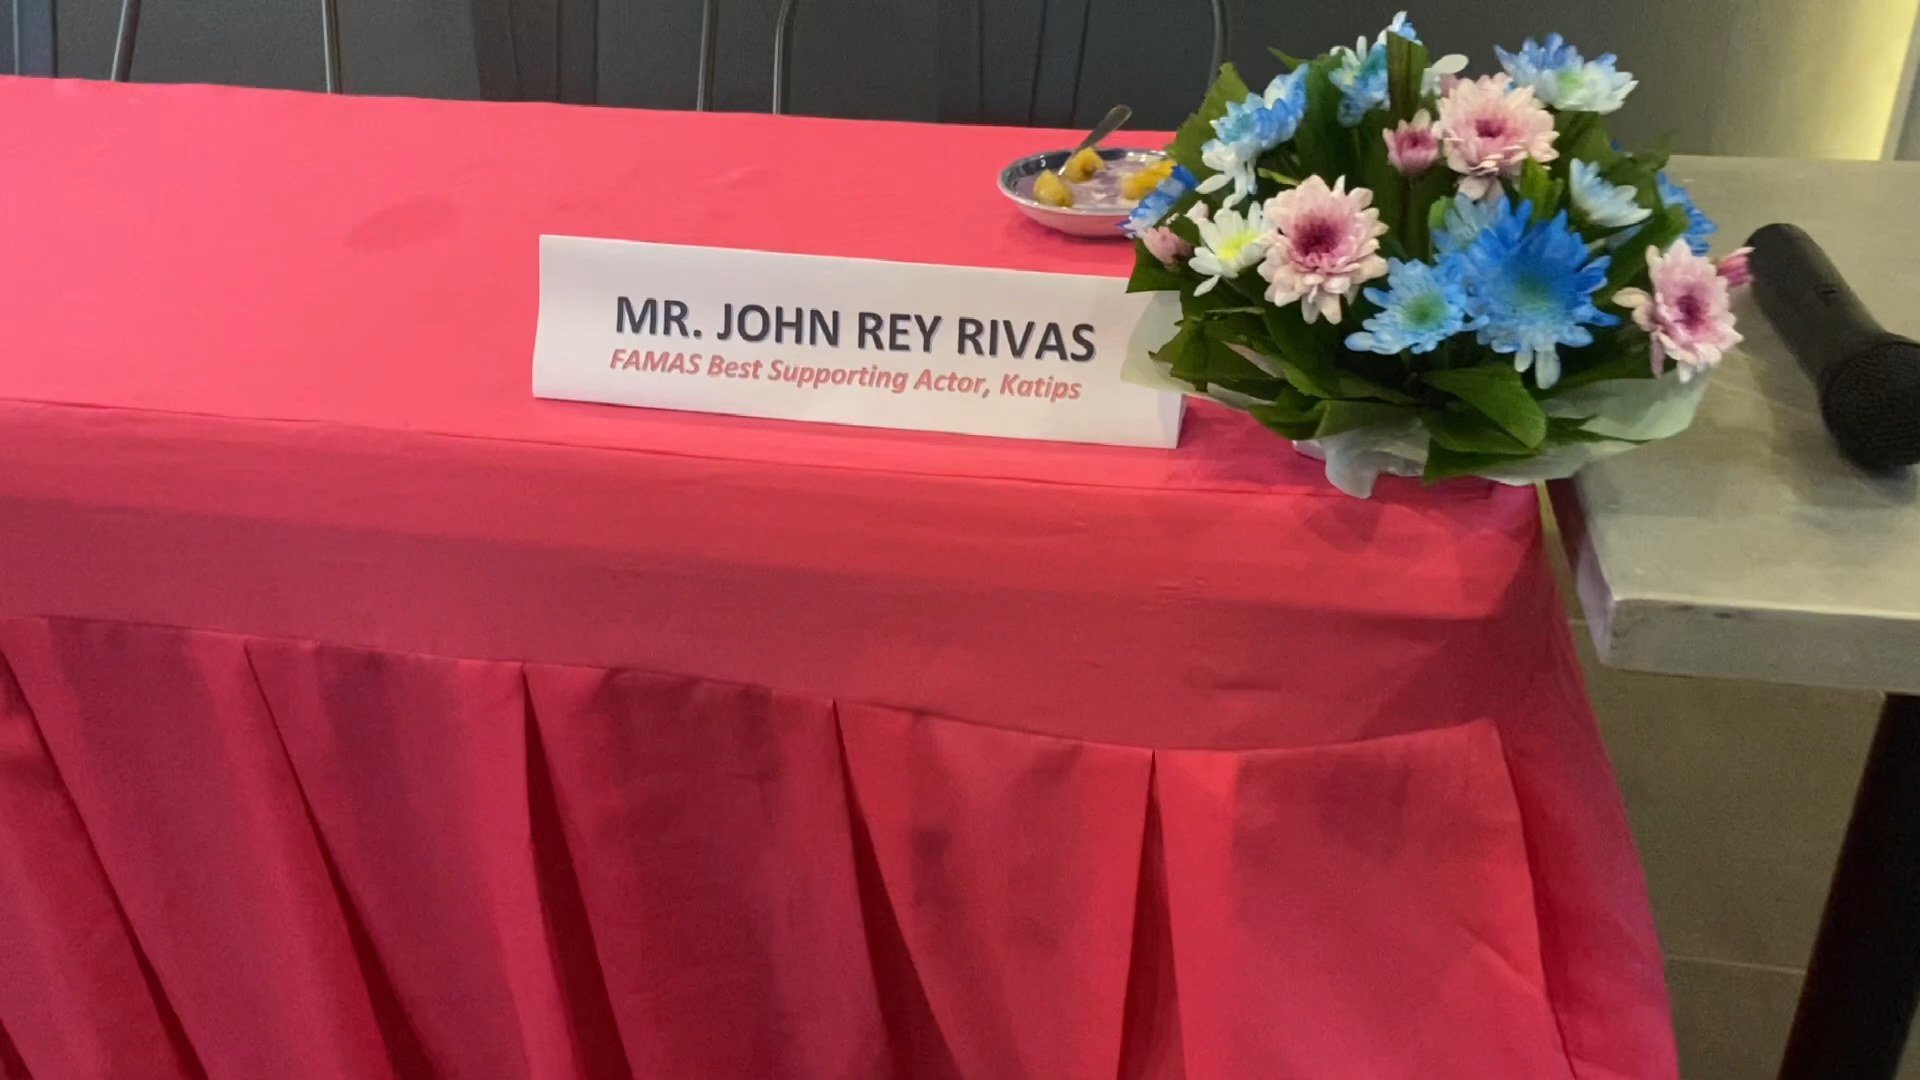 MR. JOHN REY RIVAS
FAMAS Best Supporting Actor, Katips